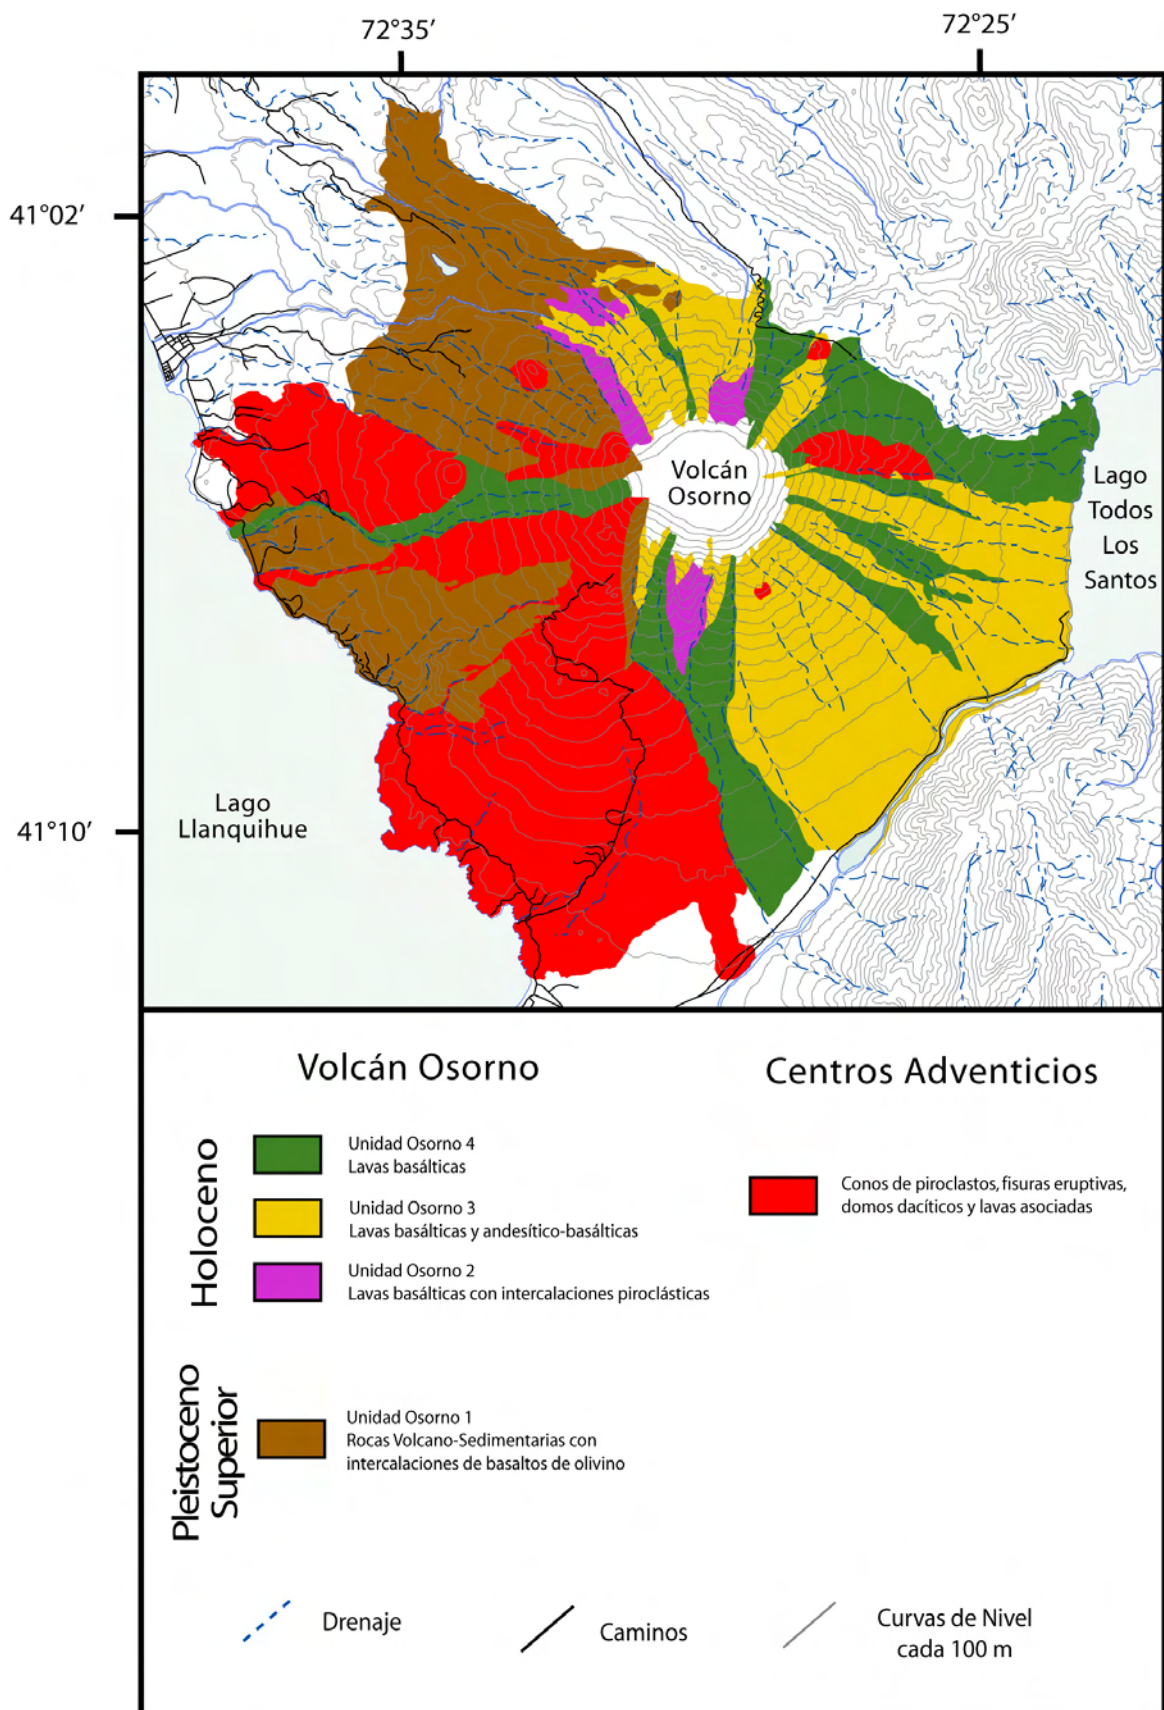 72°35’
72°25’
41°02’
Volcán
Osorno
Lago
Todos
Los
Santos
Lago
Llanquihue
41°10’
Volcán Osorno
Centros Adventicios
Holoceno
Unidad Osorno 4
Lavas basálticas
Unidad Osorno 3
Lavas basálticas y andesítico-basálticas
Unidad Osorno 2
Lavas basálticas con intercalaciones piroclásticas
Conos de piroclastos, fisuras eruptivas,
domos dacíticos y lavas asociadas
Pleistoceno
Superior
Unidad Osorno 1
Rocas Volcano-Sedimentarias con
intercalaciones de basaltos de olivino
Drenaje
Caminos
Curvas de Nivel
cada 100 m